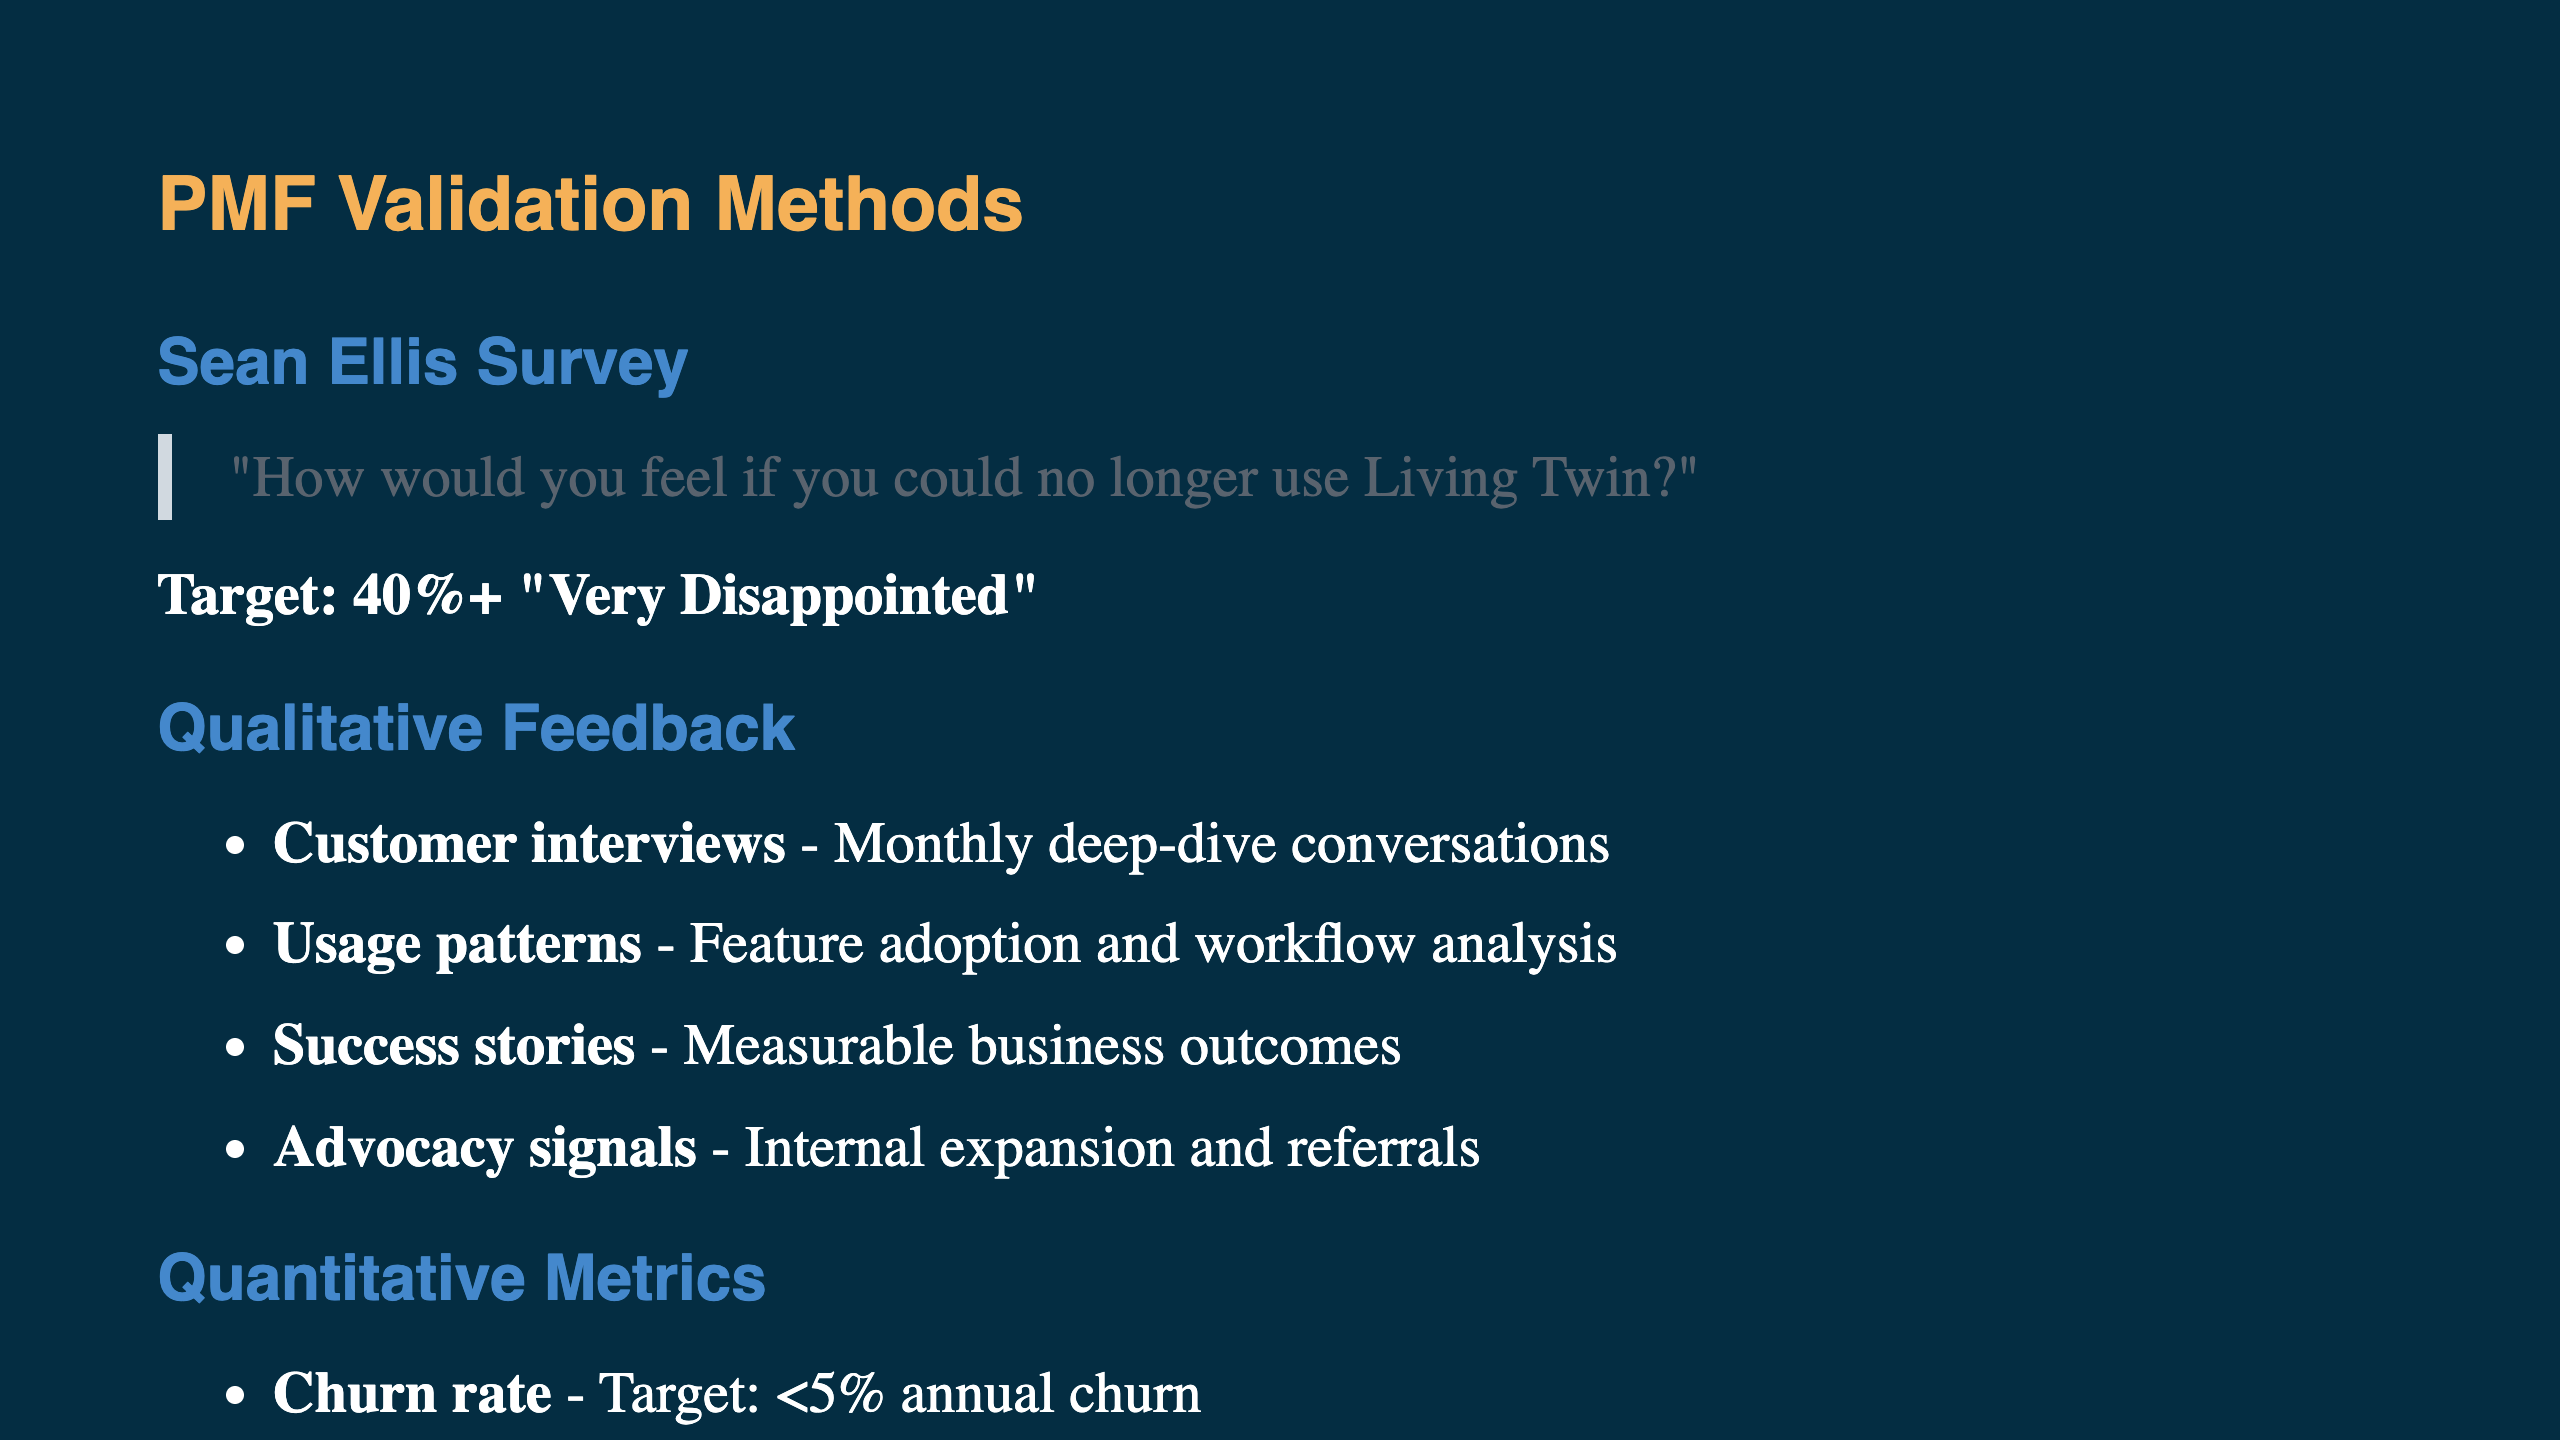 PMF Validation Methods
Sean Ellis Survey
"How would you feel if you could no longer use Living Twin?"
Target: 40%+ "Very Disappointed"
Qualitative Feedback
• Customer interviews - Monthly deep-dive conversations
• Usage patterns - Feature adoption and workflow analysis
• Success stories - Measurable business outcomes
• Advocacy signals - Internal expansion and referrals
Quantitative Metrics
• Churn rate - Target: <5% annual churn